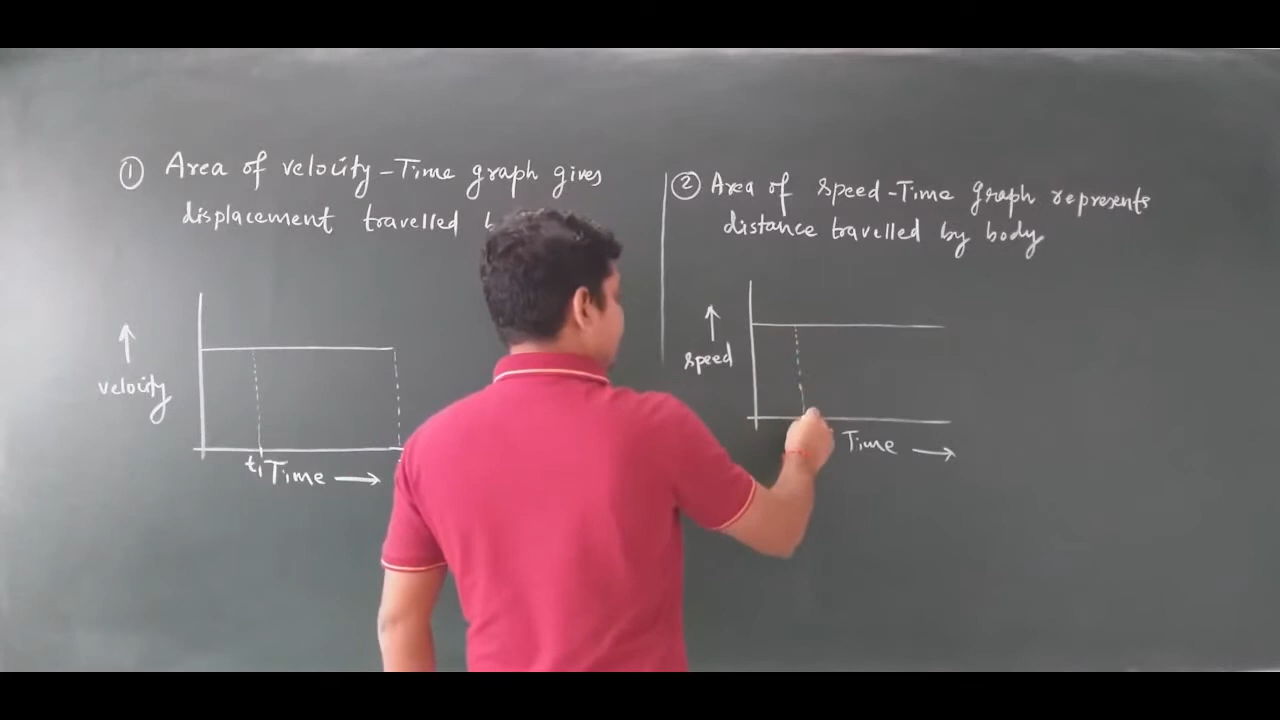 ① Area of velocity-Time graph gives
displacement travelled
velocity
t₁ Time
② Area of speed-Time graph represents
distance travelled by body
speed
Time